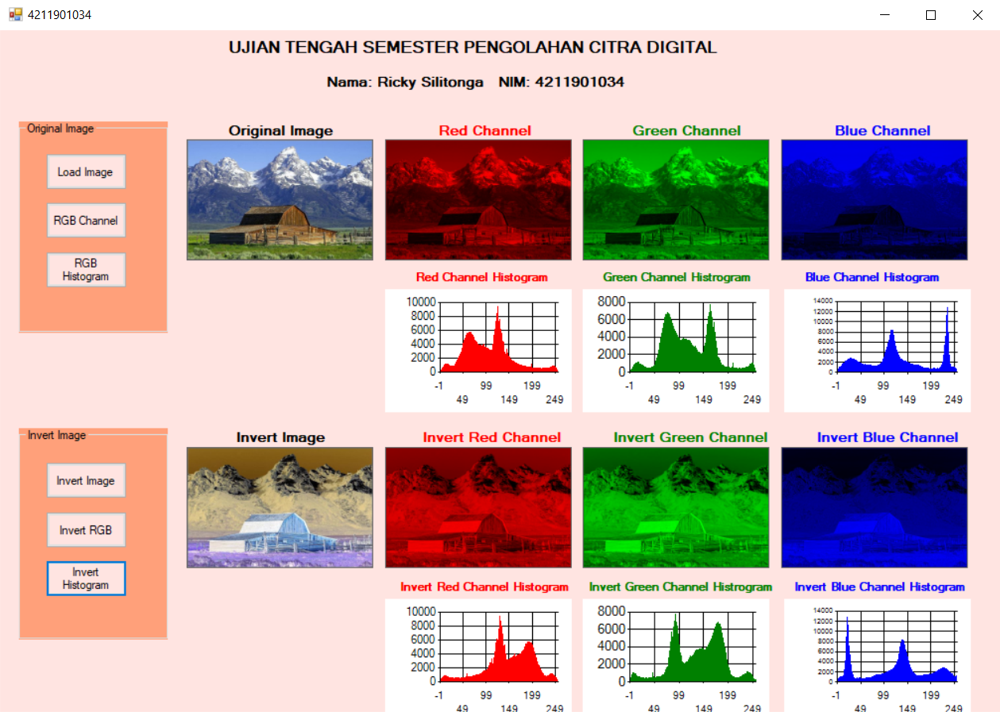 4211901034
UJIAN TENGAH SEMESTER PENGOLAHAN CITRA DIGITAL
Nama: Ricky Silitonga NIM: 4211901034
Original Image
Load Image
RGB Channel
RGB
Histogram
Original Image
Red Channel
Green Channel
Blue Channel
Red Channel Histogram
Green Channel Histrogram
Blue Channel Histogram
10000
8000
6000
4000
2000
0
-1 99 199
49 149 249
8000
6000
4000
2000
0
-1 99 199
49 149 249
14000
12000
10000
8000
6000
4000
2000
0
-1 99 199
49 149 249
Invert Image
Invert Image
Invert RGB
Invert
Histogram
Invert Image
Invert Red Channel
Invert Green Channel
Invert Blue Channel
Invert Red Channel Histogram
Invert Green Channel Histrogram
Invert Blue Channel Histogram
10000
8000
6000
4000
2000
0
-1 99 199
49 149 249
8000
6000
4000
2000
0
-1 99 199
49 149 249
14000
12000
10000
8000
6000
4000
2000
0
-1 99 199
49 149 249